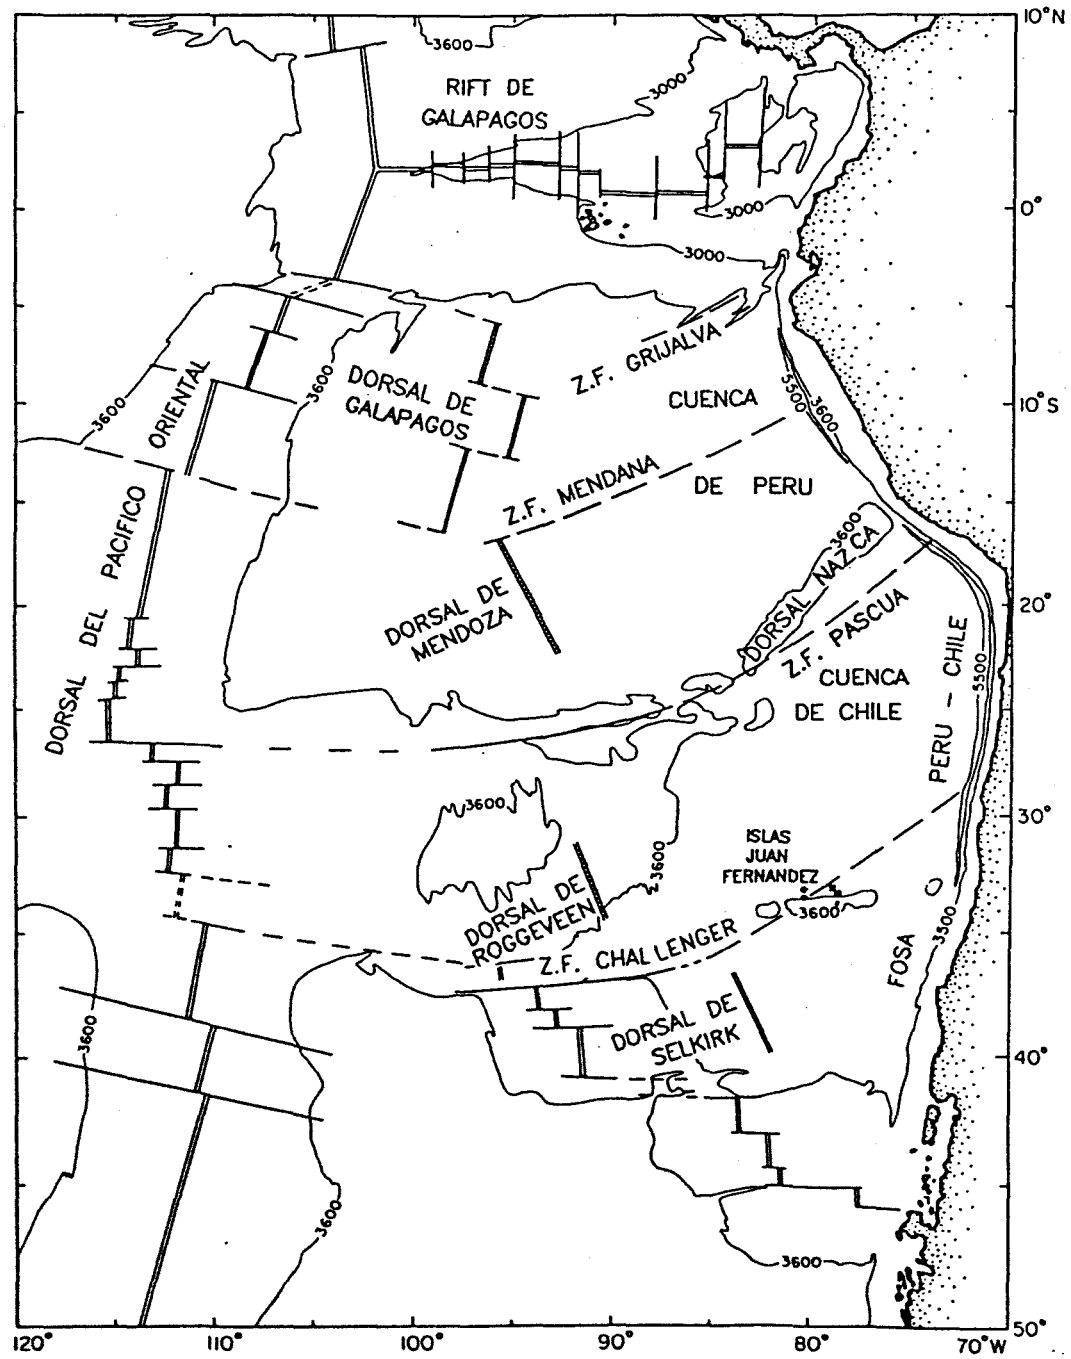 10°N
3600
RIFT DE
GALAPAGOS
3000
3000
0°
3000
Z.F. GRIJALVA
3600
3600
ORIENTAL
DORSAL DE
GALAPAGOS
CUENCA
5500
3600
10°S
Z.F. MENDANA
DE PERU
DORSAL DEL PACIFICO
3600
DORSAL NAZCA
DORSAL DE
MENDOZA
Z.F. PASCUA
20°
CUENCA
DE CHILE
PERU - CHILE
5500
3600
30°
3600
ISLAS
JUAN
FERNANDEZ
3600
DORSAL DE
ROGGEVEEN
Z.F. CHALLENGER
FOSA
5500
3600
DORSAL DE
SELKIRK
40°
3600
3600
50°
120°
110°
100°
90°
80°
70°W